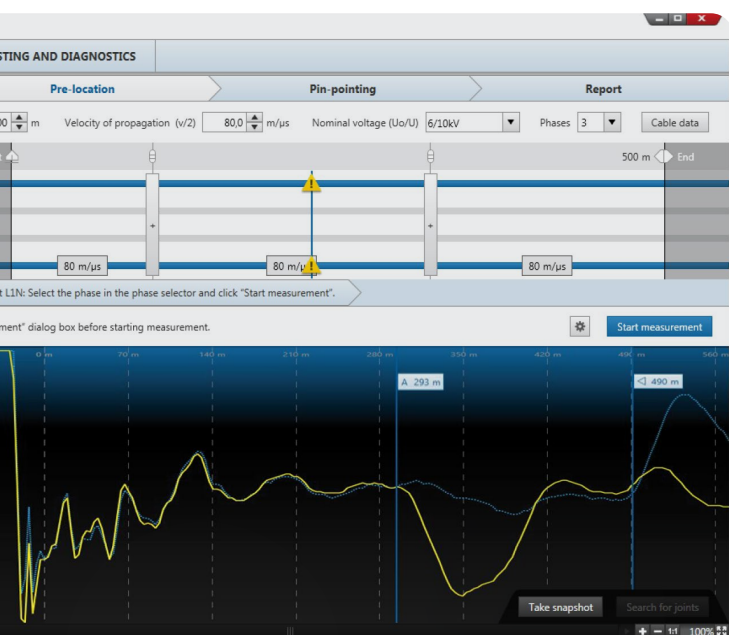 STING AND DIAGNOSTICS
Pre-location Pin-pointing Report
00 m Velocity of propagation (v/2) 80,0 m/µs Nominal voltage (Uo/U) 6/10kV Phases 3 Cable data
500 m End
80 m/µs 80 m/µ 80 m/µs
t L1N: Select the phase in the phase selector and click "Start measurement".
ment" dialog box before starting measurement.
Start measurement
0 m 70 m 140 m 210 m 280 m 350 m 420 m 490 m 560 m
A 293 m 490 m
Take snapshot Search for joints
1:1 100%